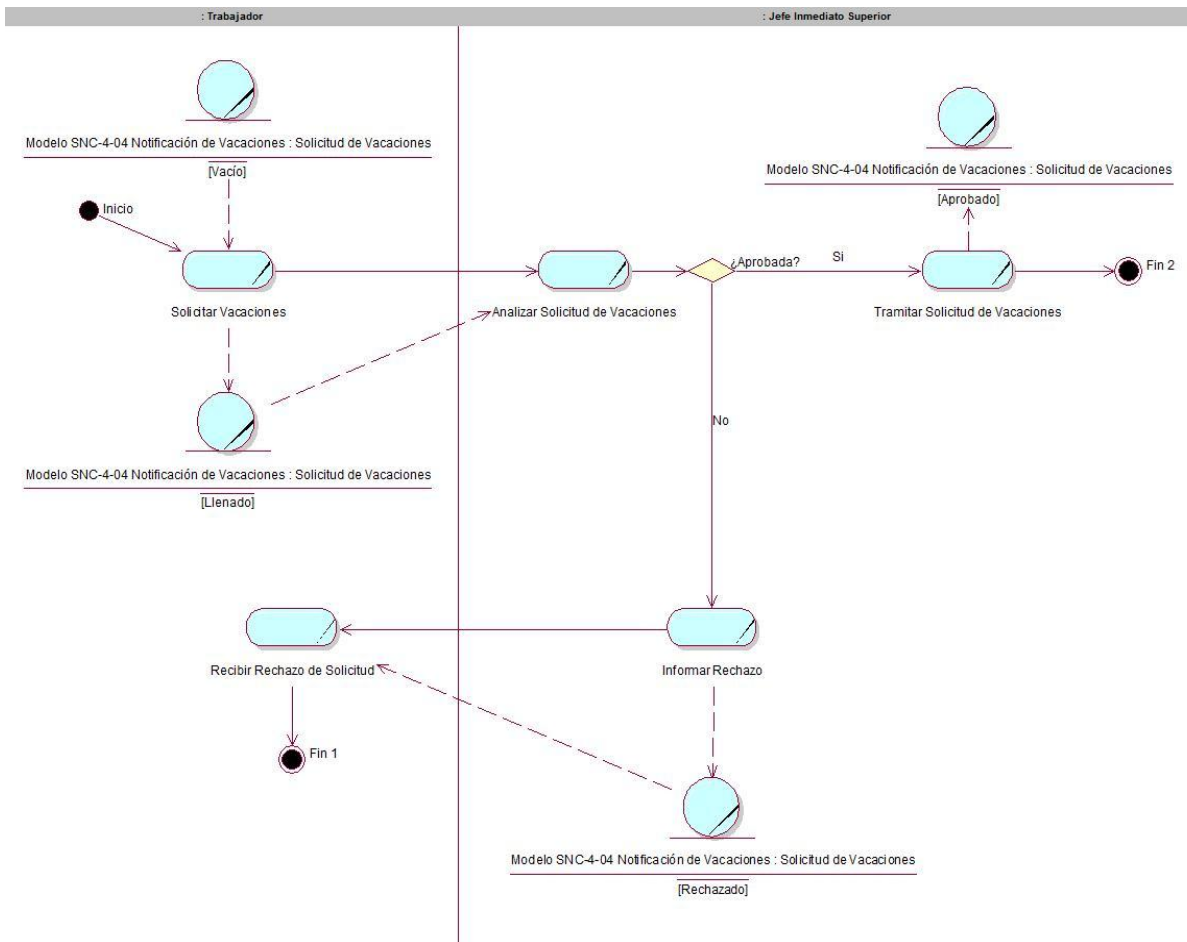 : Trabajador
: Jefe Inmediato Superior
Modelo SNC-4-04 Notificación de Vacaciones : Solicitud de Vacaciones
[Vacío]
Modelo SNC-4-04 Notificación de Vacaciones : Solicitud de Vacaciones
[Aprobado]
Inicio
¿Aprobada?
Si
Fin 2
Solicitar Vacaciones
Analizar Solicitud de Vacaciones
Tramitar Solicitud de Vacaciones
No
Modelo SNC-4-04 Notificación de Vacaciones : Solicitud de Vacaciones
[Llenado]
Recibir Rechazo de Solicitud
Informar Rechazo
Fin 1
Modelo SNC-4-04 Notificación de Vacaciones : Solicitud de Vacaciones
[Rechazado]